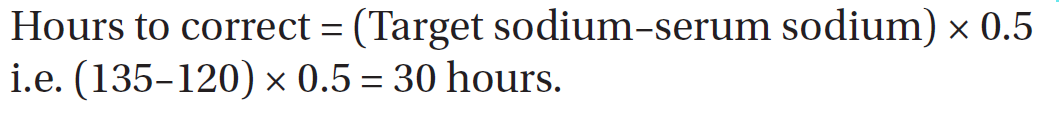 Hours to correct = (Target sodium–serum sodium) × 0.5
i.e. (135–120) × 0.5 = 30 hours.